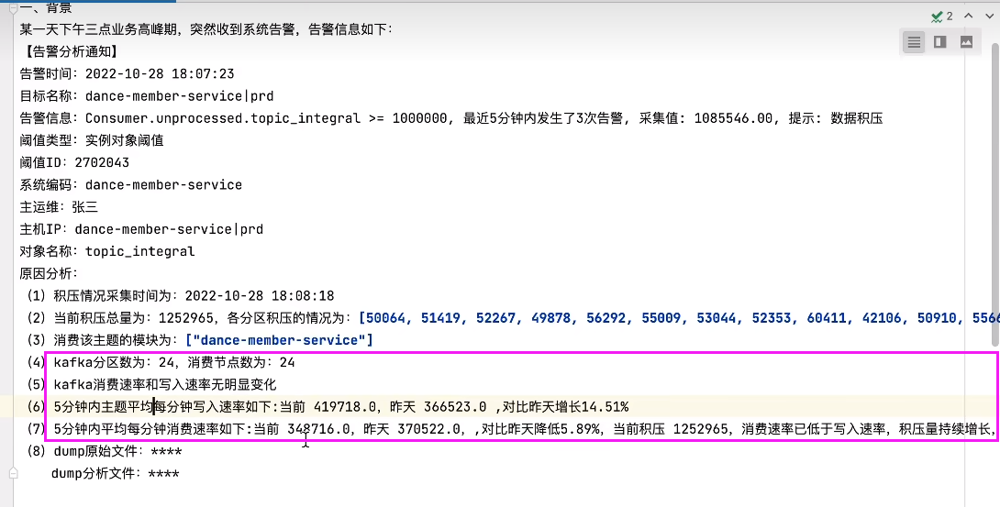 一、背景
某一天下午三点业务高峰期，突然收到系统告警，告警信息如下：
【告警分析通知】
告警时间：2022-10-28 18:07:23
目标名称：dance-member-service|prd
告警信息：Consumer.unprocessed.topic_integral >= 1000000, 最近5分钟内发生了3次告警, 采集值: 1085546.00, 提示: 数据积压
阈值类型：实例对象阈值
阈值ID：2702043
系统编码：dance-member-service
主运维：张三
主机IP：dance-member-service|prd
对象名称：topic_integral
原因分析：
（1）积压情况采集时间为：2022-10-28 18:08:18
（2）当前积压总量为：1252965，各分区积压的情况为：[50064, 51419, 52267, 49878, 56292, 55009, 53044, 52353, 60411, 42106, 50910, 5566
（3）消费该主题的模块为：["dance-member-service"]
（4）kafka分区数为：24，消费节点数为：24
（5）kafka消费速率和写入速率无明显变化
（6）5分钟内主题平均每分钟写入速率如下:当前 419718.0，昨天 366523.0 ,对比昨天增长14.51%
（7）5分钟内平均每分钟消费速率如下:当前 348716.0，昨天 370522.0，,对比昨天降低5.89%，当前积压 1252965，消费速率已低于写入速率，积压量持续增长，
（8）dump原始文件：****
dump分析文件：****
2